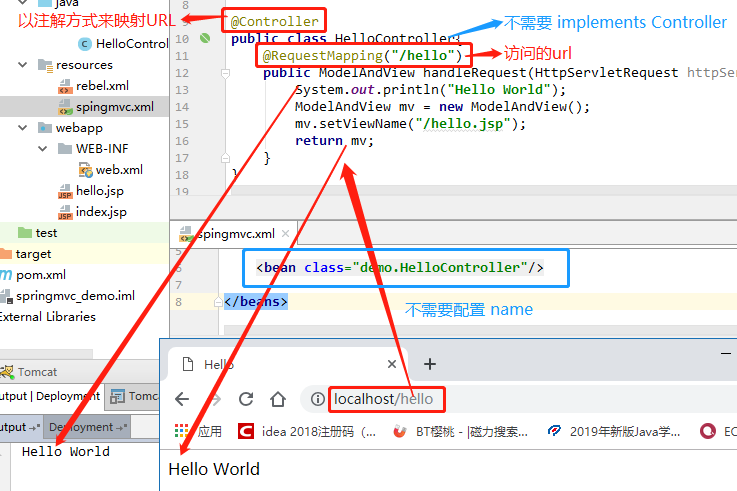 java
以注解方式来映射URL
HelloControl
resources
rebel.xml
spingmvc.xml
webapp
WEB-INF
web.xml
hello.jsp
index.jsp
test
target
pom.xml
springmvc_demo.iml
External Libraries
8
9 @Controller
不需要 implements Controller
10 public class HelloController{
11 @RequestMapping("/hello")
访问的url
12 public ModelAndView handleRequest(HttpServletRequest httpSer
13 System.out.println("Hello World");
14 ModelAndView mv = new ModelAndView();
15 mv.setViewName("/hello.jsp");
16 return mv;
17 }
18 }
19
spingmvc.xml
5
6
<bean class="demo.HelloController"/>
8 </beans>
不需要配置 name
Tomcat
utput Deployment
Tomca
utput
Deployment
Hello World
Hello
localhost/hello
应用
idea 2018注册码（...
BT樱桃 - |磁力搜索...
2019年新版Java学...
EC
Hello World